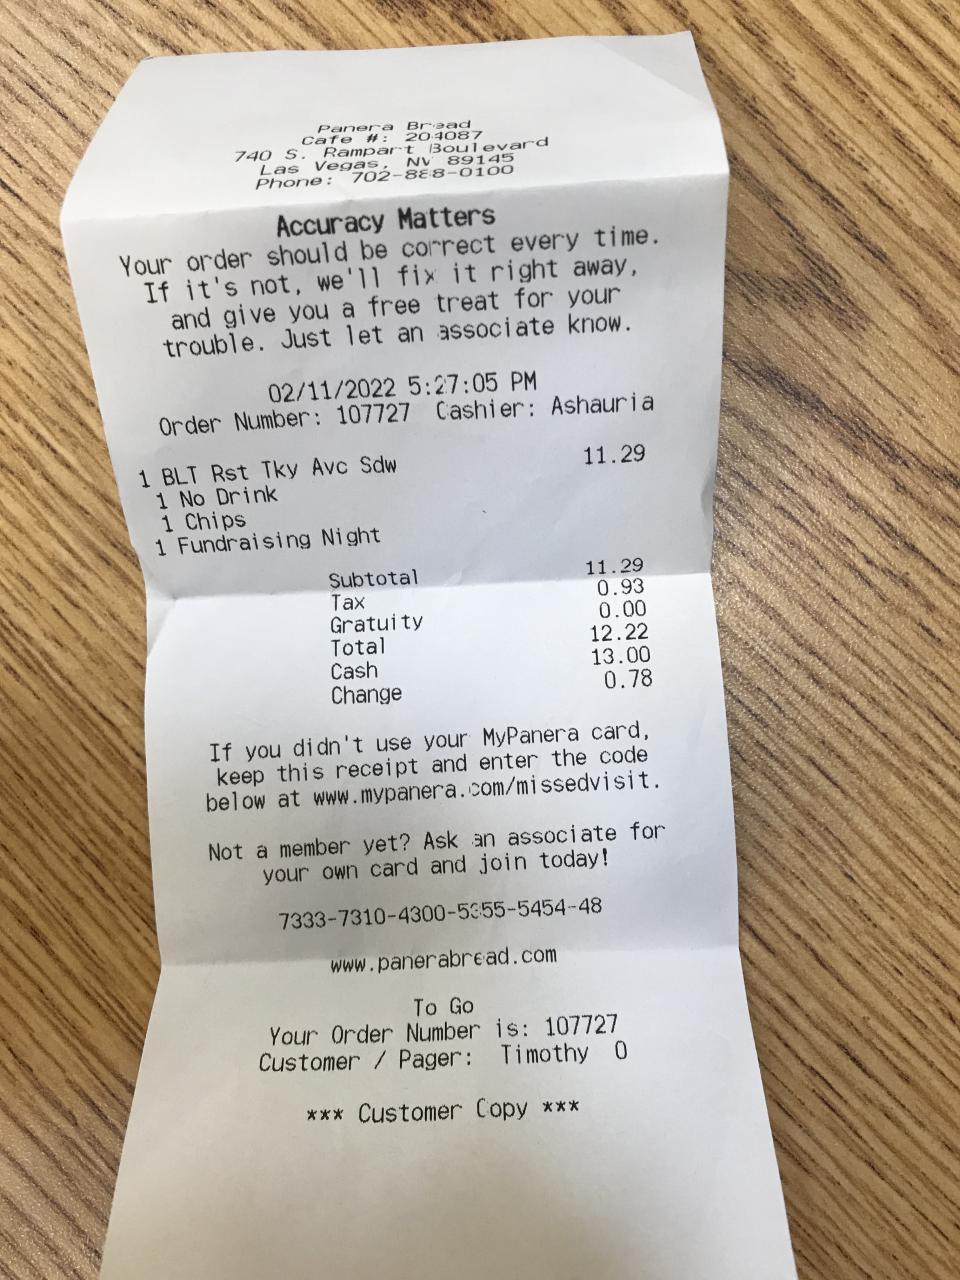 Panera Bread
Cafe #: 204087
740 S. Rampart Boulevard
Las Vegas, NV 89145
Phone: 702-888-0100
Accuracy Matters
Your order should be correct every time.
If it's not, we'll fix it right away,
and give you a free treat for your
trouble. Just let an associate know.
02/11/2022 5:27:05 PM
Order Number: 107727 Cashier: Ashauria
1 BLT Rst Tky Avc Sdw 11.29
1 No Drink
1 Chips
1 Fundraising Night
Subtotal 11.29
Tax 0.93
Gratuity 0.00
Total 12.22
Cash 13.00
Change 0.78
If you didn't use your MyPanera card,
keep this receipt and enter the code
below at www.mypanera.com/missedvisit.
Not a member yet? Ask an associate for
your own card and join today!
7333-7310-4300-5355-5454-48
www.panerabread.com
To Go
Your Order Number is: 107727
Customer / Pager: Timothy 0
*** Customer Copy ***